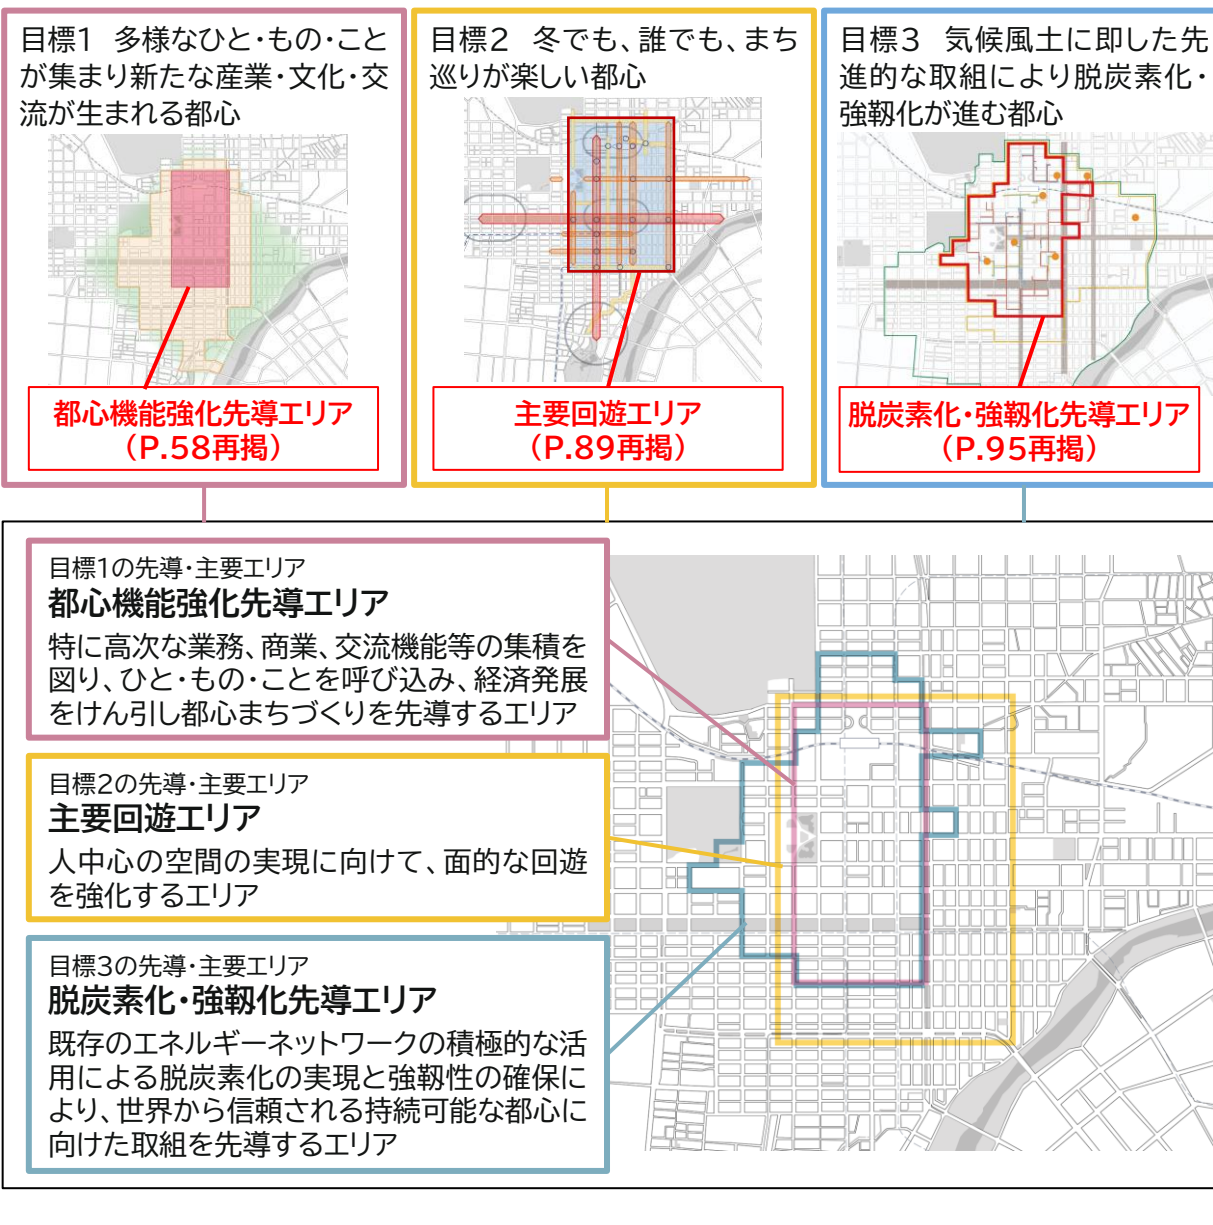 目標1　多様なひと・もの・こと
が集まり新たな産業・文化・交
流が生まれる都心
都心機能強化先導エリア
（P.58再掲）
目標2　冬でも、誰でも、まち
巡りが楽しい都心
主要回遊エリア
（P.89再掲）
目標3　気候風土に即した先
進的な取組により脱炭素化・
強靱化が進む都心
脱炭素化・強靱化先導エリア
（P.95再掲）
目標1の先導・主要エリア
都心機能強化先導エリア
特に高次な業務、商業、交流機能等の集積を
図り、ひと・もの・ことを呼び込み、経済発展
をけん引し都心まちづくりを先導するエリア
目標2の先導・主要エリア
主要回遊エリア
人中心の空間の実現に向けて、面的な回遊
を強化するエリア
目標3の先導・主要エリア
脱炭素化・強靱化先導エリア
既存のエネルギーネットワークの積極的な活
用による脱炭素化の実現と強靱性の確保に
より、世界から信頼される持続可能な都心に
向けた取組を先導するエリア